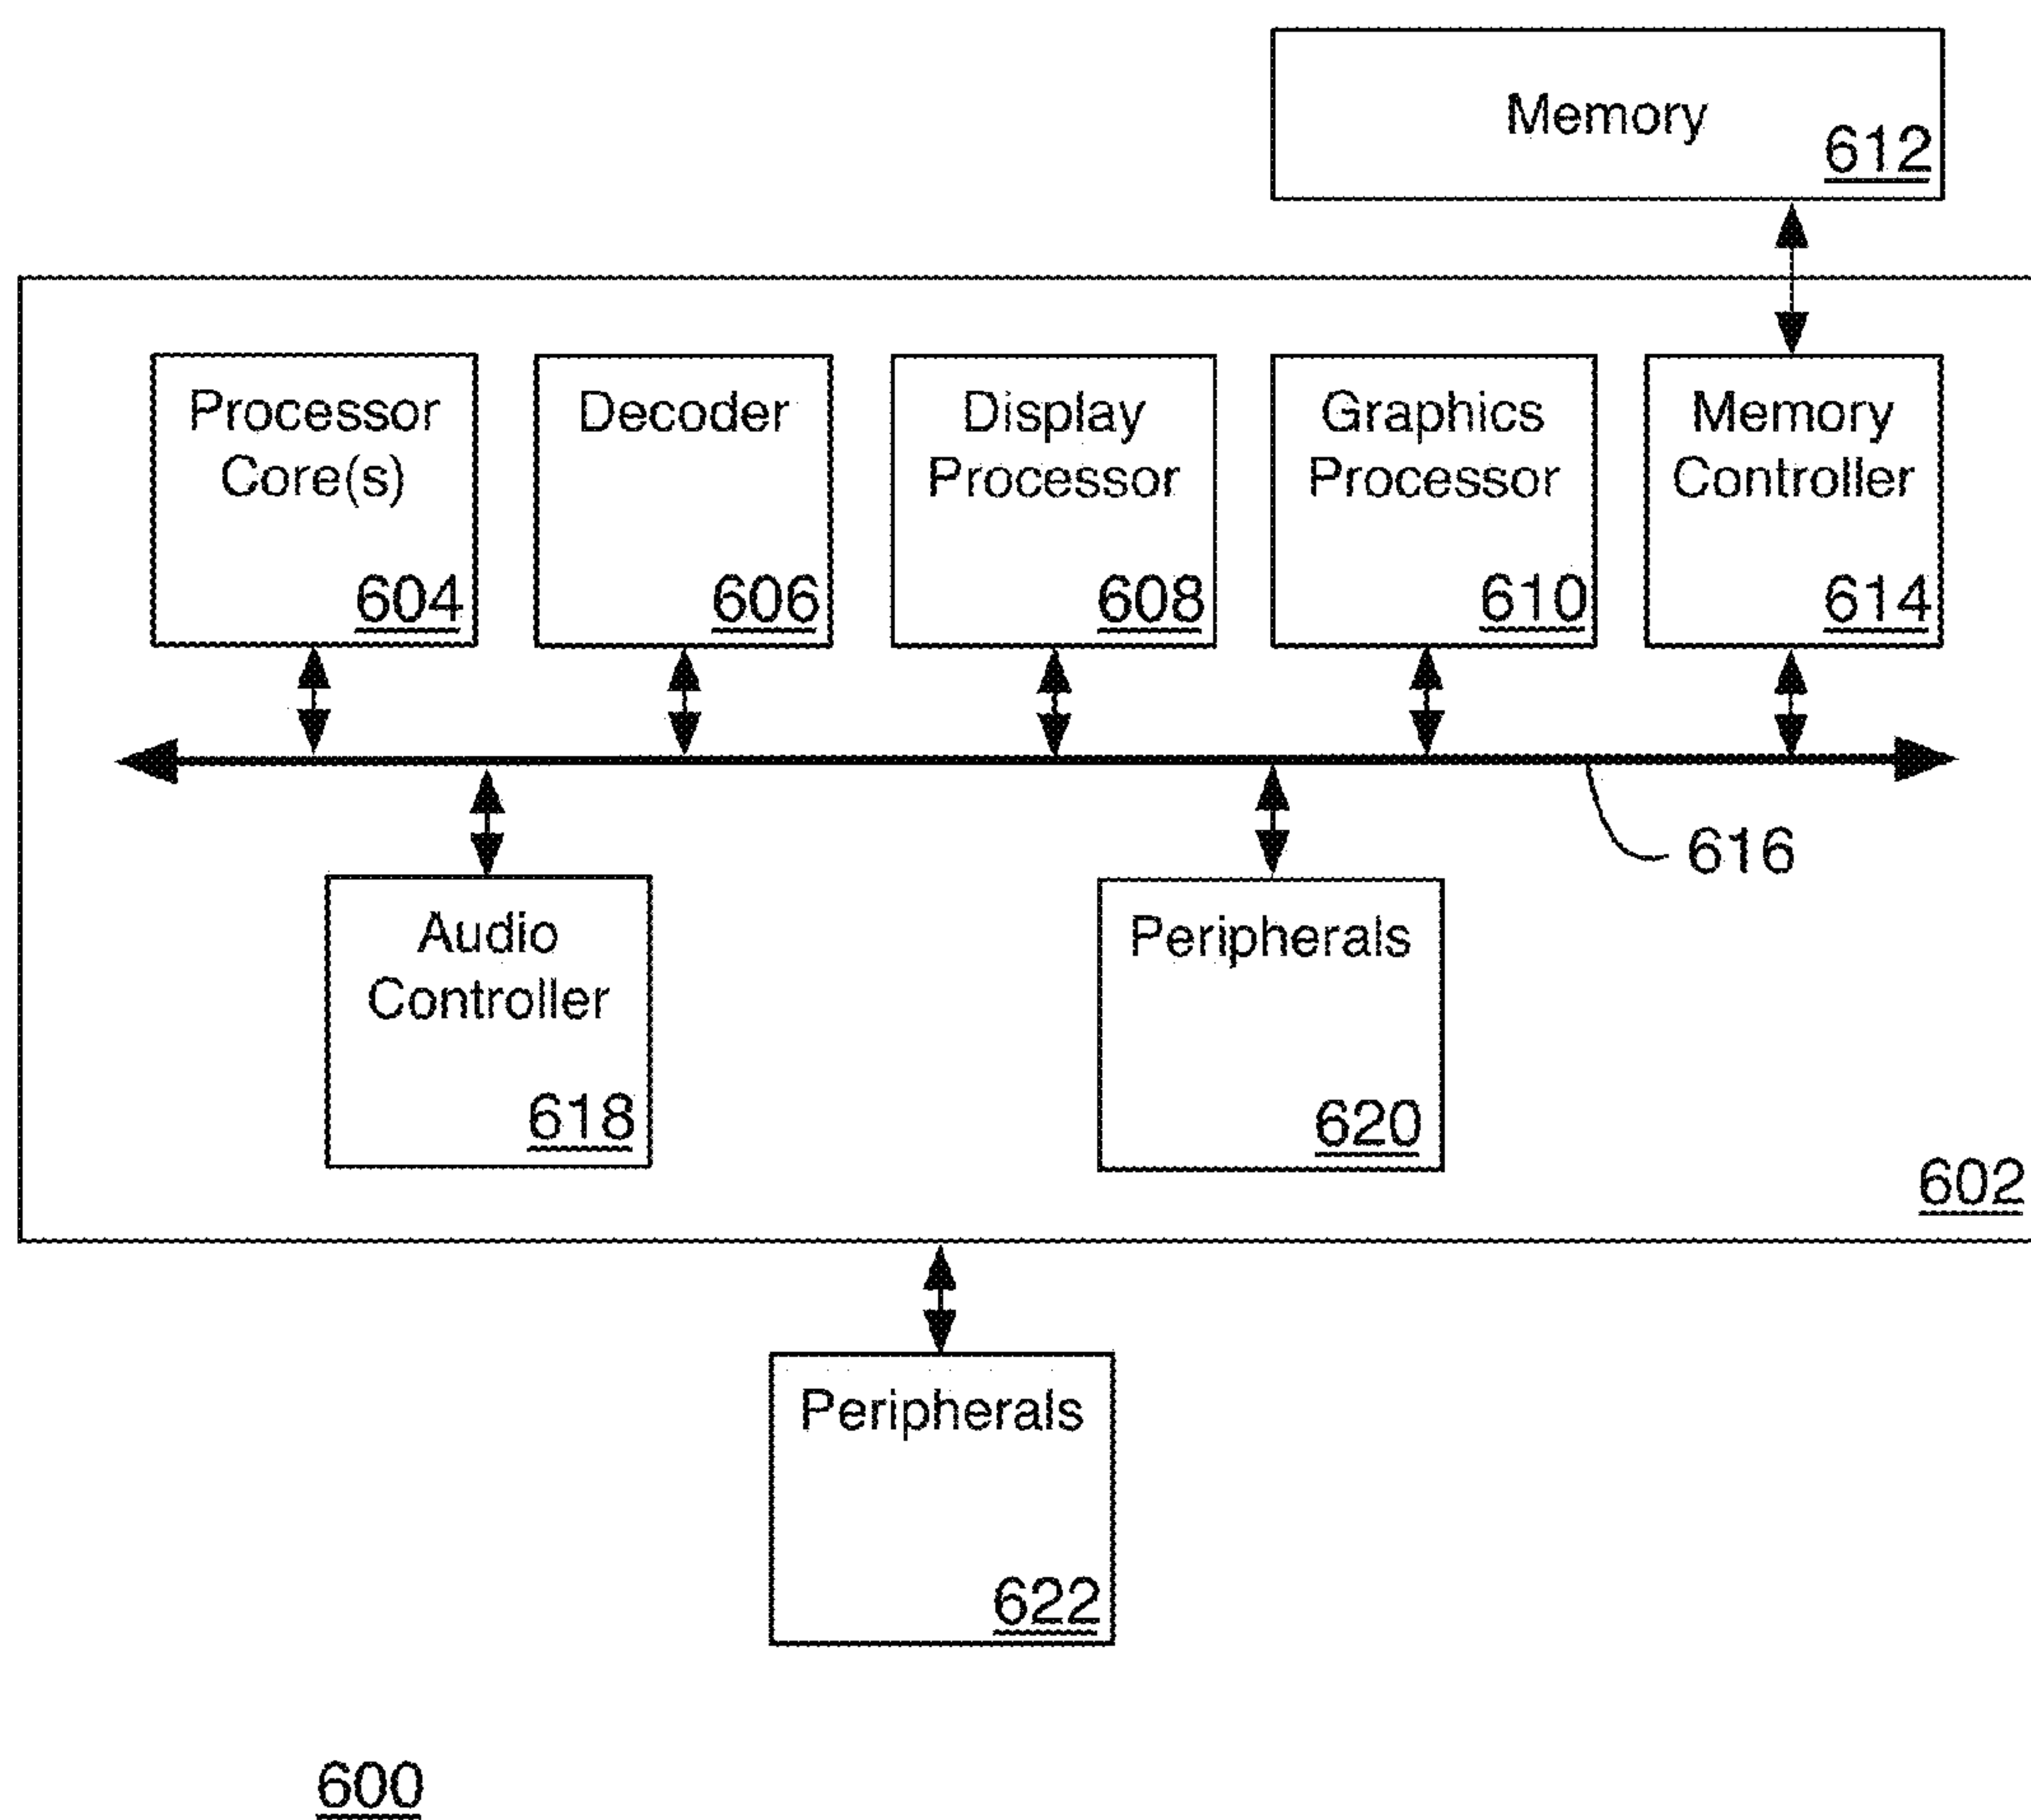 Memory
612
Processor
Core(s)
604
Decoder
606
Display
Processor
608
Graphics
Processor
610
Memory
Controller
614
616
Audio
Controller
618
Peripherals
620
602
Peripherals
622
600